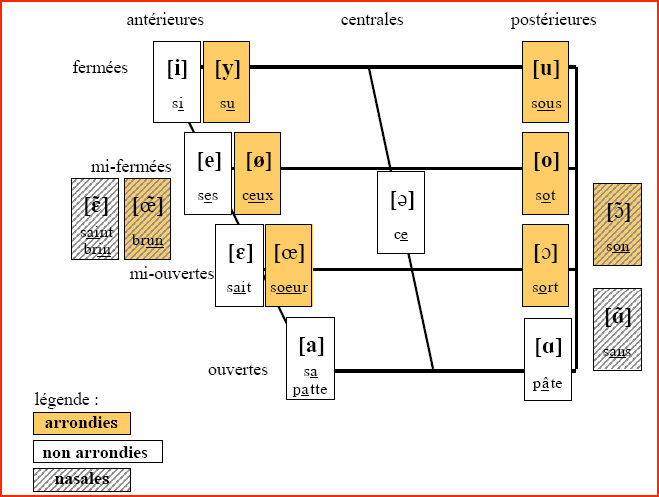 antérieures centrales postérieures
fermées [i] [y] [u]
si su sous
mi-fermées [e] [ø] [o]
ses ceux sot
[ɛ̃] [œ̃] [ə] [ɔ̃]
saint brun ce son
brin
mi-ouvertes [ɛ] [œ] [ɔ]
sait soeur sort
[ɑ̃]
sans
ouvertes [a] [ɑ]
sa pâte
patte
légende :
arrondies
non arrondies
nasales